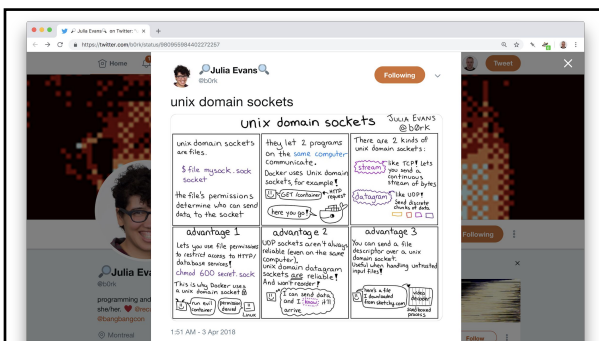 Julia Evans on Twitter: "
https://twitter.com/b0rk/status/980955984402272257
Home
Tweet
Julia Evans
@b0rk
Following
unix domain sockets
unix domain sockets
JULIA EVANS
@b0rk
unix domain sockets
are files.
$ file mysock.sock
socket
the file's permissions
determine who can send
data to the socket
they let 2 programs
on the same computer
communicate.
Docker uses Unix domain
sockets, for example!
GET /container
HTTP
request
here you go!
There are 2 kinds of
unix domain sockets:
stream
like TCP! Lets
you send a
continuous
stream of bytes
datagram
like UDP!
Send discrete
chunks of data
advantage 1
Lets you use file permissions
to restrict access to HTTP/
database services!
chmod 600 secret.sock
This is why Docker uses
a unix domain socket
run evil
container
permission
denied
Linux
advantage 2
UDP sockets aren't always
reliable (even on the same
computer).
unix domain datagram
sockets are reliable!
And won't reorder!
I can send data
and I know it'll
arrive
advantage 3
You can send a file
descriptor over a unix
domain socket.
Useful when handling untrusted
input files!
here's a file
I downloaded
from sketchy.com
video
decoder
sandboxed
process
1:51 AM - 3 Apr 2018
Julia Eva
@b0rk
programming and
she/her.
@bangbangcon
Montreal
Following
Follow